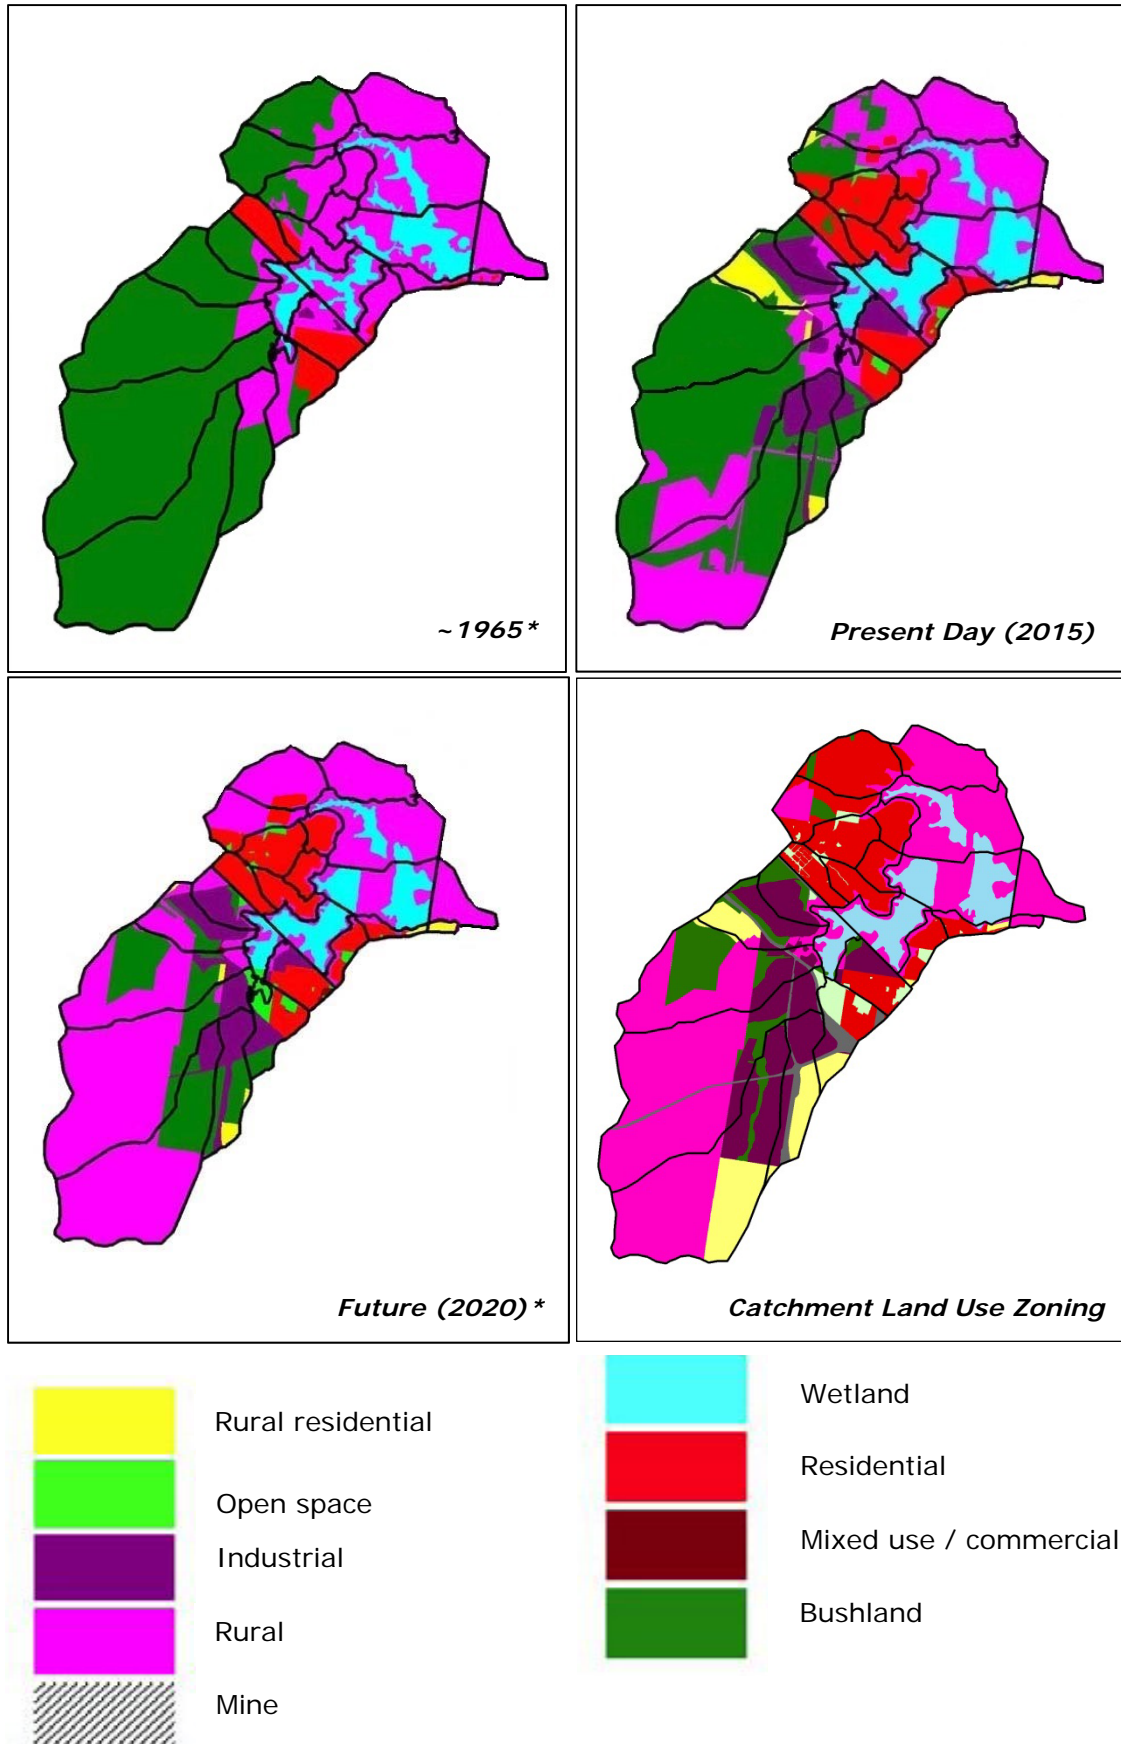 ~1965*
Present Day (2015)
Future (2020)*
Catchment Land Use Zoning
Rural residential
Open space
Industrial
Rural
Mine
Wetland
Residential
Mixed use / commercial
Bushland